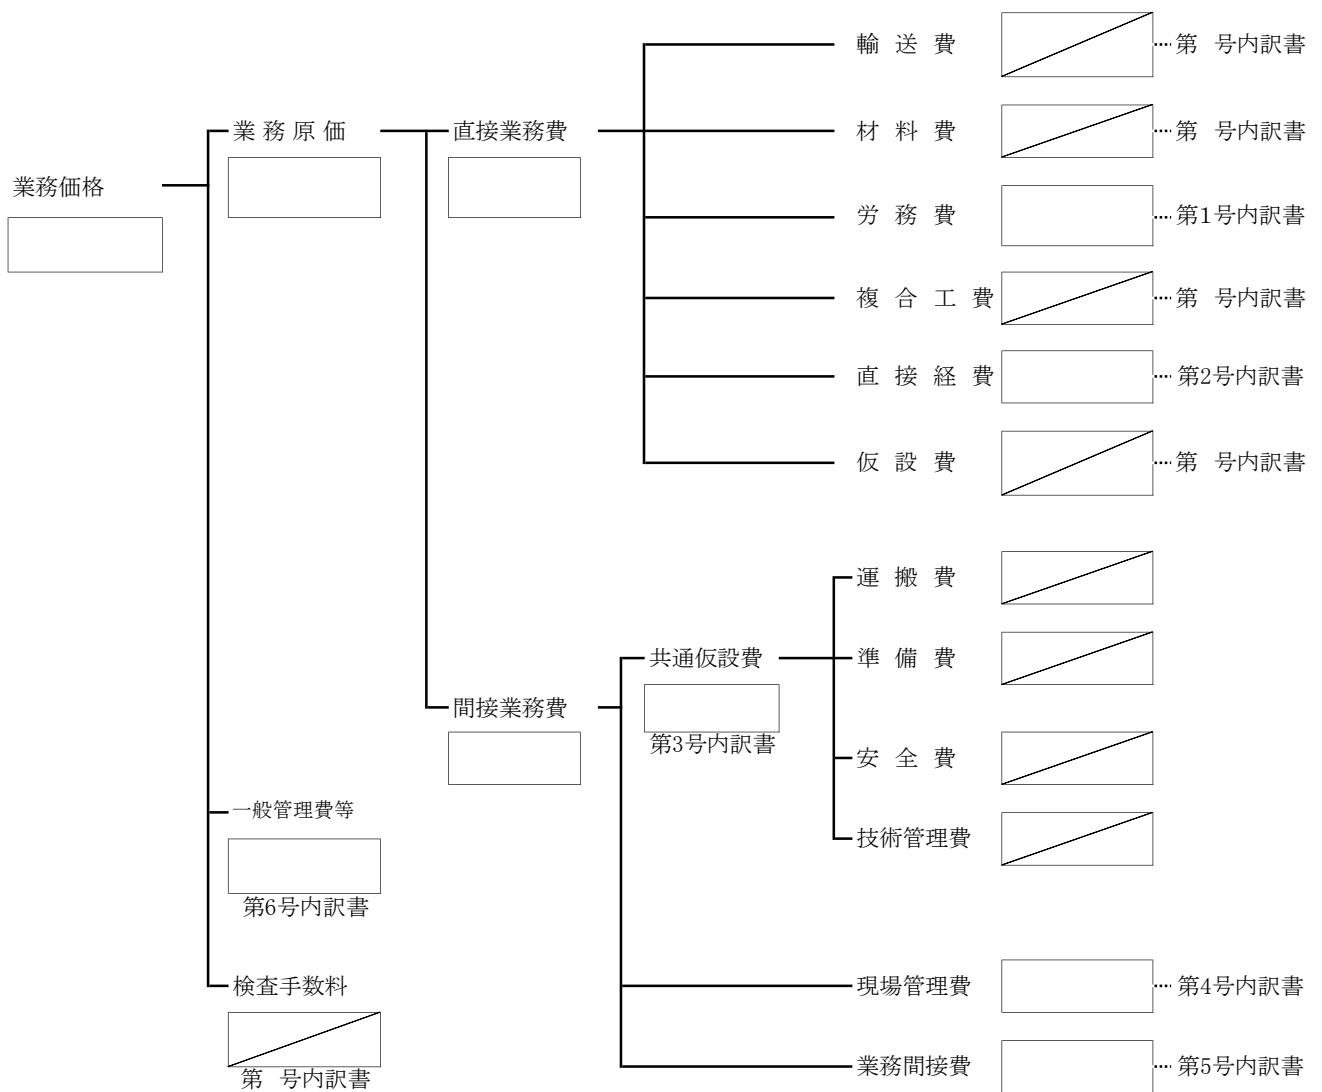 業務価格
業務原価
直接業務費
輸送費
第　号内訳書
材料費
第　号内訳書
労務費
第1号内訳書
複合工費
第　号内訳書
直接経費
第2号内訳書
仮設費
第　号内訳書
間接業務費
共通仮設費
第3号内訳書
運搬費
準備費
安全費
技術管理費
現場管理費
第4号内訳書
業務間接費
第5号内訳書
一般管理費等
第6号内訳書
検査手数料
第　号内訳書